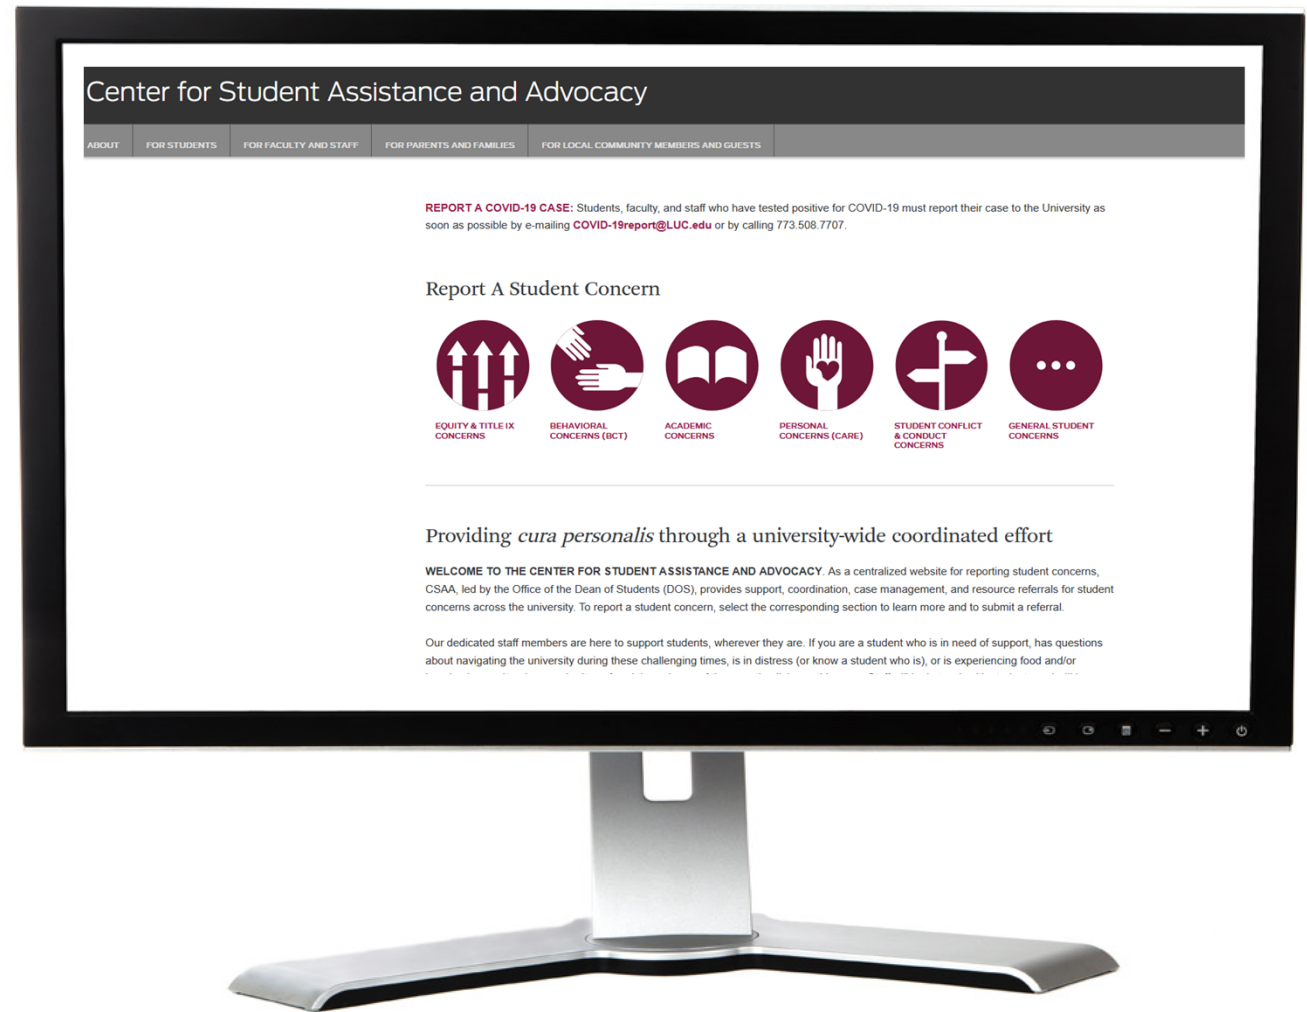 Center for Student Assistance and Advocacy
ABOUT
FOR STUDENTS
FOR FACULTY AND STAFF
FOR PARENTS AND FAMILIES
FOR LOCAL COMMUNITY MEMBERS AND GUESTS
REPORT A COVID-19 CASE: Students, faculty, and staff who have tested positive for COVID-19 must report their case to the University as
soon as possible by e-mailing COVID-19report@LUC.edu or by calling 773.508.7707.
Report A Student Concern
EQUITY & TITLE IX
CONCERNS
BEHAVIORAL
CONCERNS (BCT)
ACADEMIC
CONCERNS
PERSONAL
CONCERNS (CARE)
STUDENT CONFLICT
& CONDUCT
CONCERNS
GENERAL STUDENT
CONCERNS
Providing cura personalis through a university-wide coordinated effort
WELCOME TO THE CENTER FOR STUDENT ASSISTANCE AND ADVOCACY. As a centralized website for reporting student concerns,
CSAA, led by the Office of the Dean of Students (DOS), provides support, coordination, case management, and resource referrals for student
concerns across the university. To report a student concern, select the corresponding section to learn more and to submit a referral.
Our dedicated staff members are here to support students, wherever they are. If you are a student who is in need of support, has questions
about navigating the university during these challenging times, is in distress (or know a student who is), or is experiencing food and/or